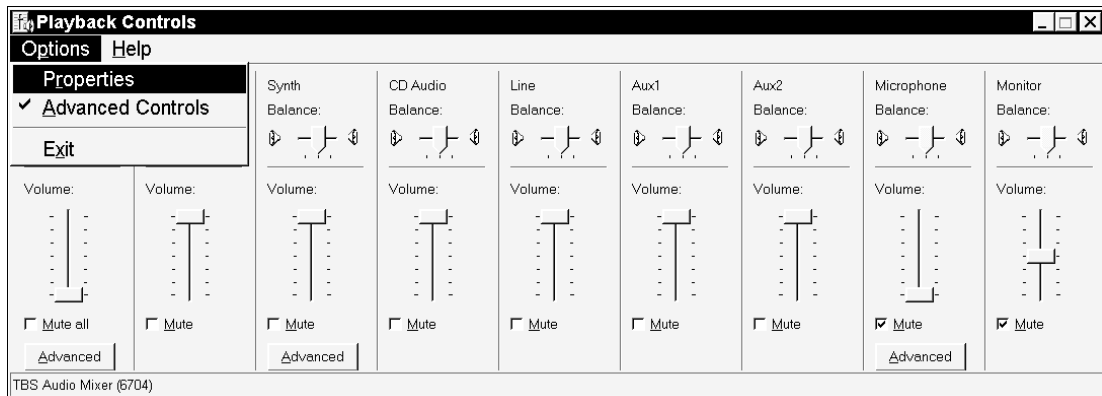 Playback Controls
Options Help
Properties
Advanced Controls
Exit
Synth CD Audio Line Aux1 Aux2 Microphone Monitor
Balance: Balance: Balance: Balance: Balance: Balance: Balance:
Volume: Volume: Volume: Volume: Volume: Volume: Volume: Volume: Volume:
Mute all Mute Mute Mute Mute Mute Mute Mute Mute
Advanced Advanced Advanced
TBS Audio Mixer (6704)